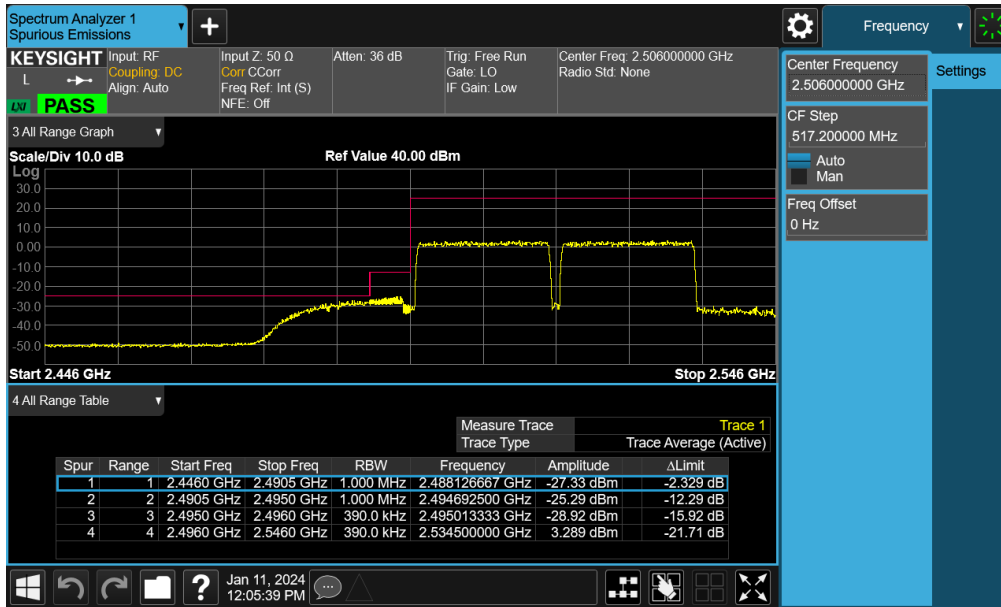 Spectrum Analyzer 1
Spurious Emissions
+
Frequency
KEYSIGHT
L
LXI
PASS
Input: RF
Coupling: DC
Align: Auto
Input Z: 50 Ω
Corr CCorr
Freq Ref: Int (S)
NFE: Off
Atten: 36 dB
Trig: Free Run
Gate: LO
IF Gain: Low
Center Freq: 2.506000000 GHz
Radio Std: None
Center Frequency
2.506000000 GHz
Settings
CF Step
517.200000 MHz
Auto
Man
Freq Offset
0 Hz
3 All Range Graph
Scale/Div 10.0 dB
Ref Value 40.00 dBm
Log
30.0
20.0
10.0
0.00
-10.0
-20.0
-30.0
-40.0
-50.0
Start 2.446 GHz
Stop 2.546 GHz
4 All Range Table
Measure Trace Trace 1
Trace Type Trace Average (Active)
Spur Range Start Freq Stop Freq RBW Frequency Amplitude ΔLimit
1 1 2.4460 GHz 2.4905 GHz 1.000 MHz 2.488126667 GHz -27.33 dBm -2.329 dB
2 2 2.4905 GHz 2.4950 GHz 1.000 MHz 2.494692500 GHz -25.29 dBm -12.29 dB
3 3 2.4950 GHz 2.4960 GHz 390.0 kHz 2.495013333 GHz -28.92 dBm -15.92 dB
4 4 2.4960 GHz 2.5460 GHz 390.0 kHz 2.534500000 GHz 3.289 dBm -21.71 dB
?
Jan 11, 2024
12:05:39 PM